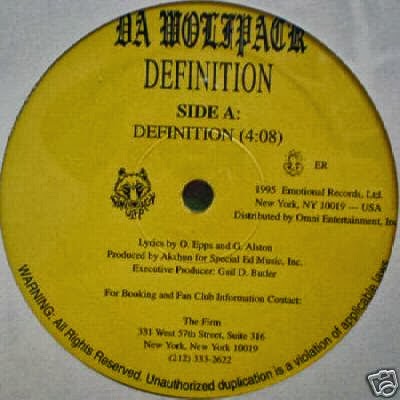 DA WOLFPACK
DEFINITION
SIDE A:
DEFINITION (4:08)
ER
1995 Emotional Records, Ltd.
New York, NY 10019 — USA
Distributed by Omni Entertainment, Inc
Lyrics by O. Epps and G. Alston
Produced by Akshun for Special Ed Music, Inc.
Executive Producer: Gail D. Butler
For Booking and Fan Club Information Contact:
The Firm
331 West 57th Street, Suite 316
New York, New York 10019
(212) 333-2622
WARNING: All Rights Reserved. Unauthorized duplication is a violation of applicable laws.